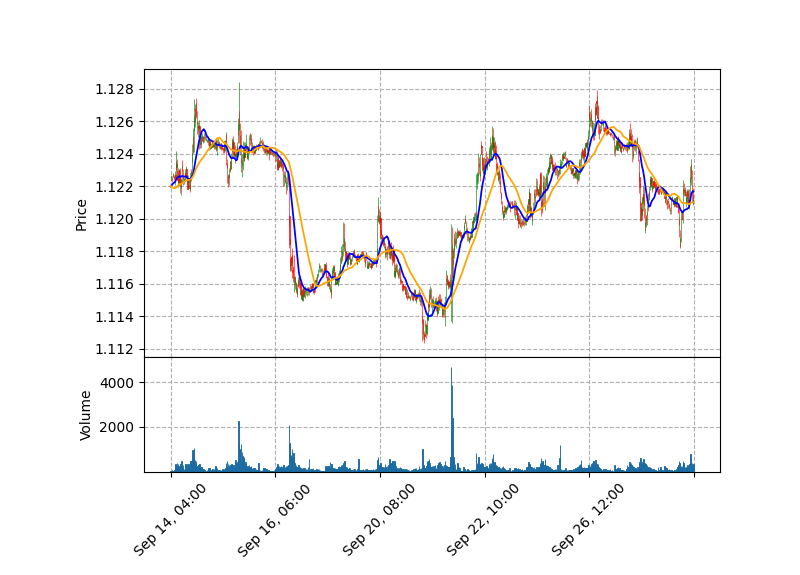 1.128
1.126
1.124
1.122
1.120
1.118
1.116
1.114
1.112
Price
4000
2000
Volume
Sep 14, 04:00
Sep 16, 06:00
Sep 20, 08:00
Sep 22, 10:00
Sep 26, 12:00